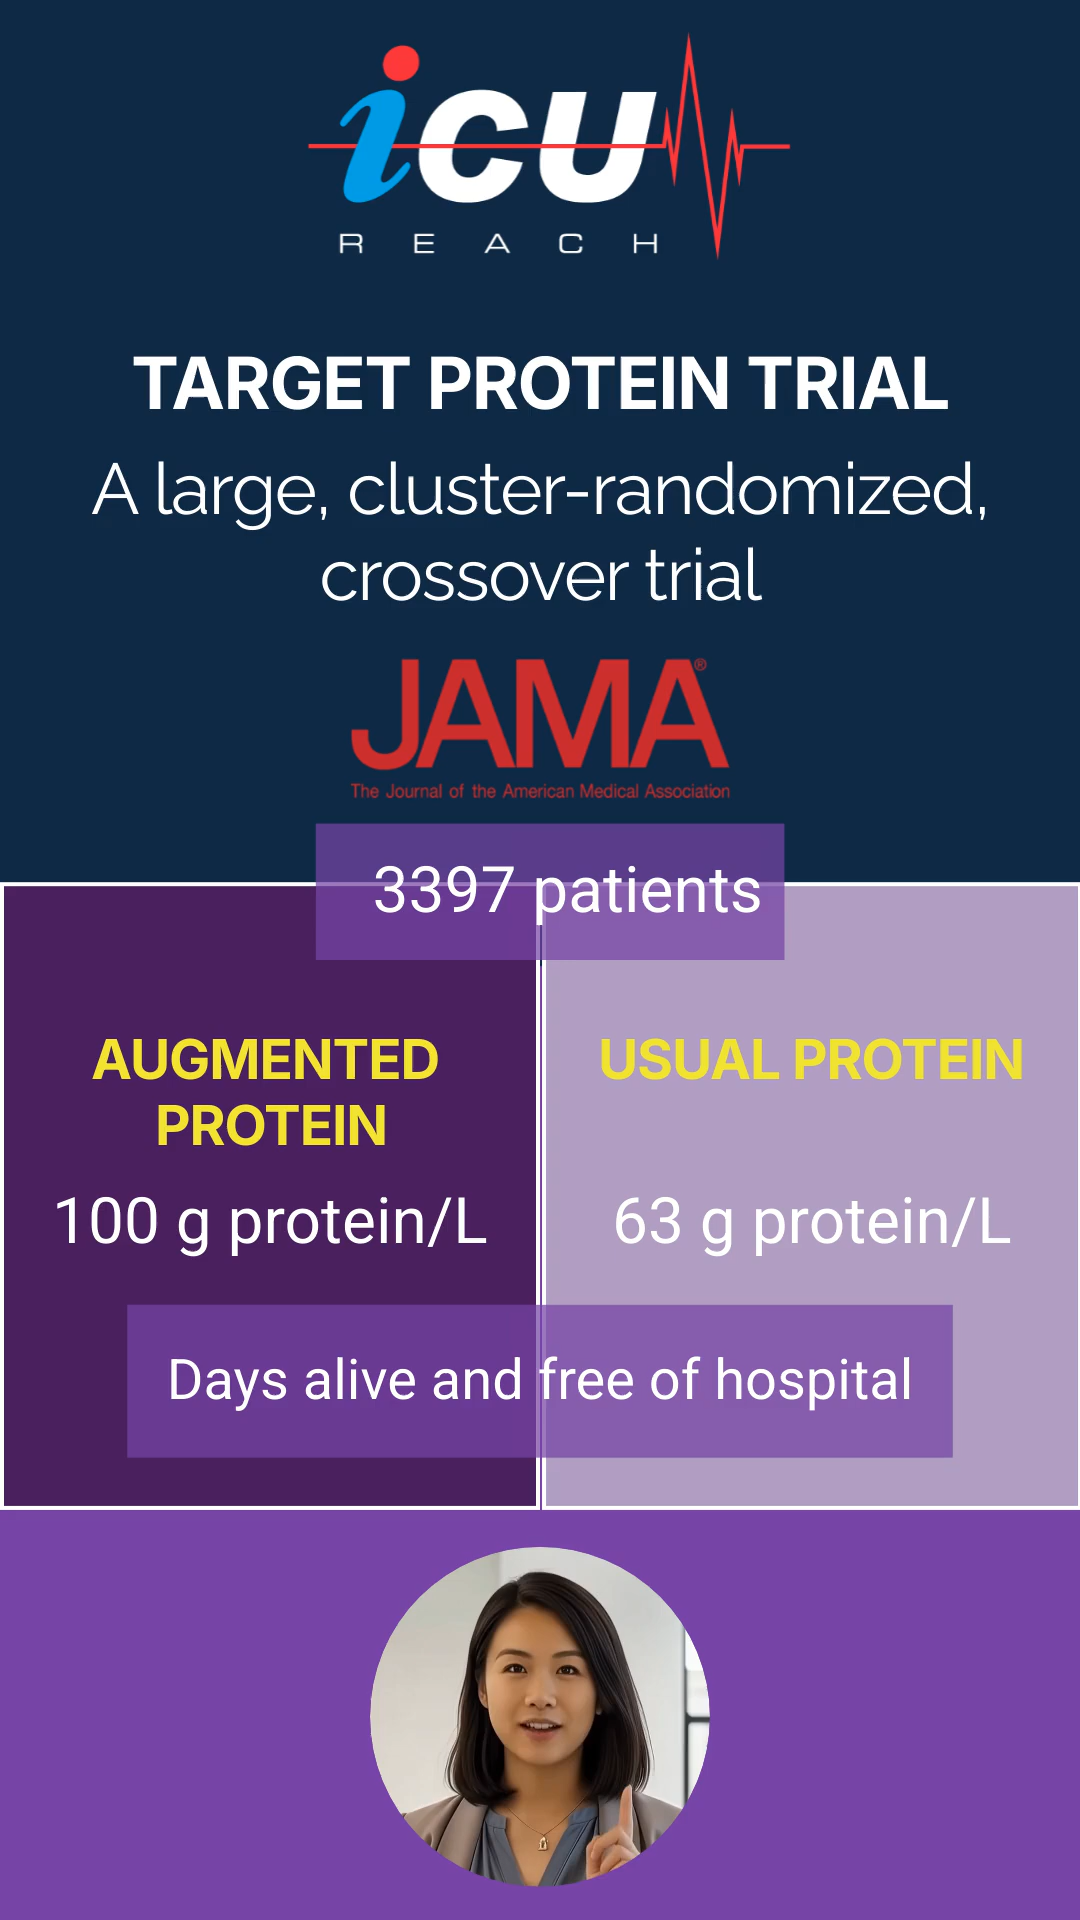 icu
REACH
TARGET PROTEIN TRIAL
A large, cluster-randomized,
crossover trial
JAMA®
The Journal of the American Medical Association
3397 patients
AUGMENTED
PROTEIN
100 g protein/L
USUAL PROTEIN
63 g protein/L
Days alive and free of hospital